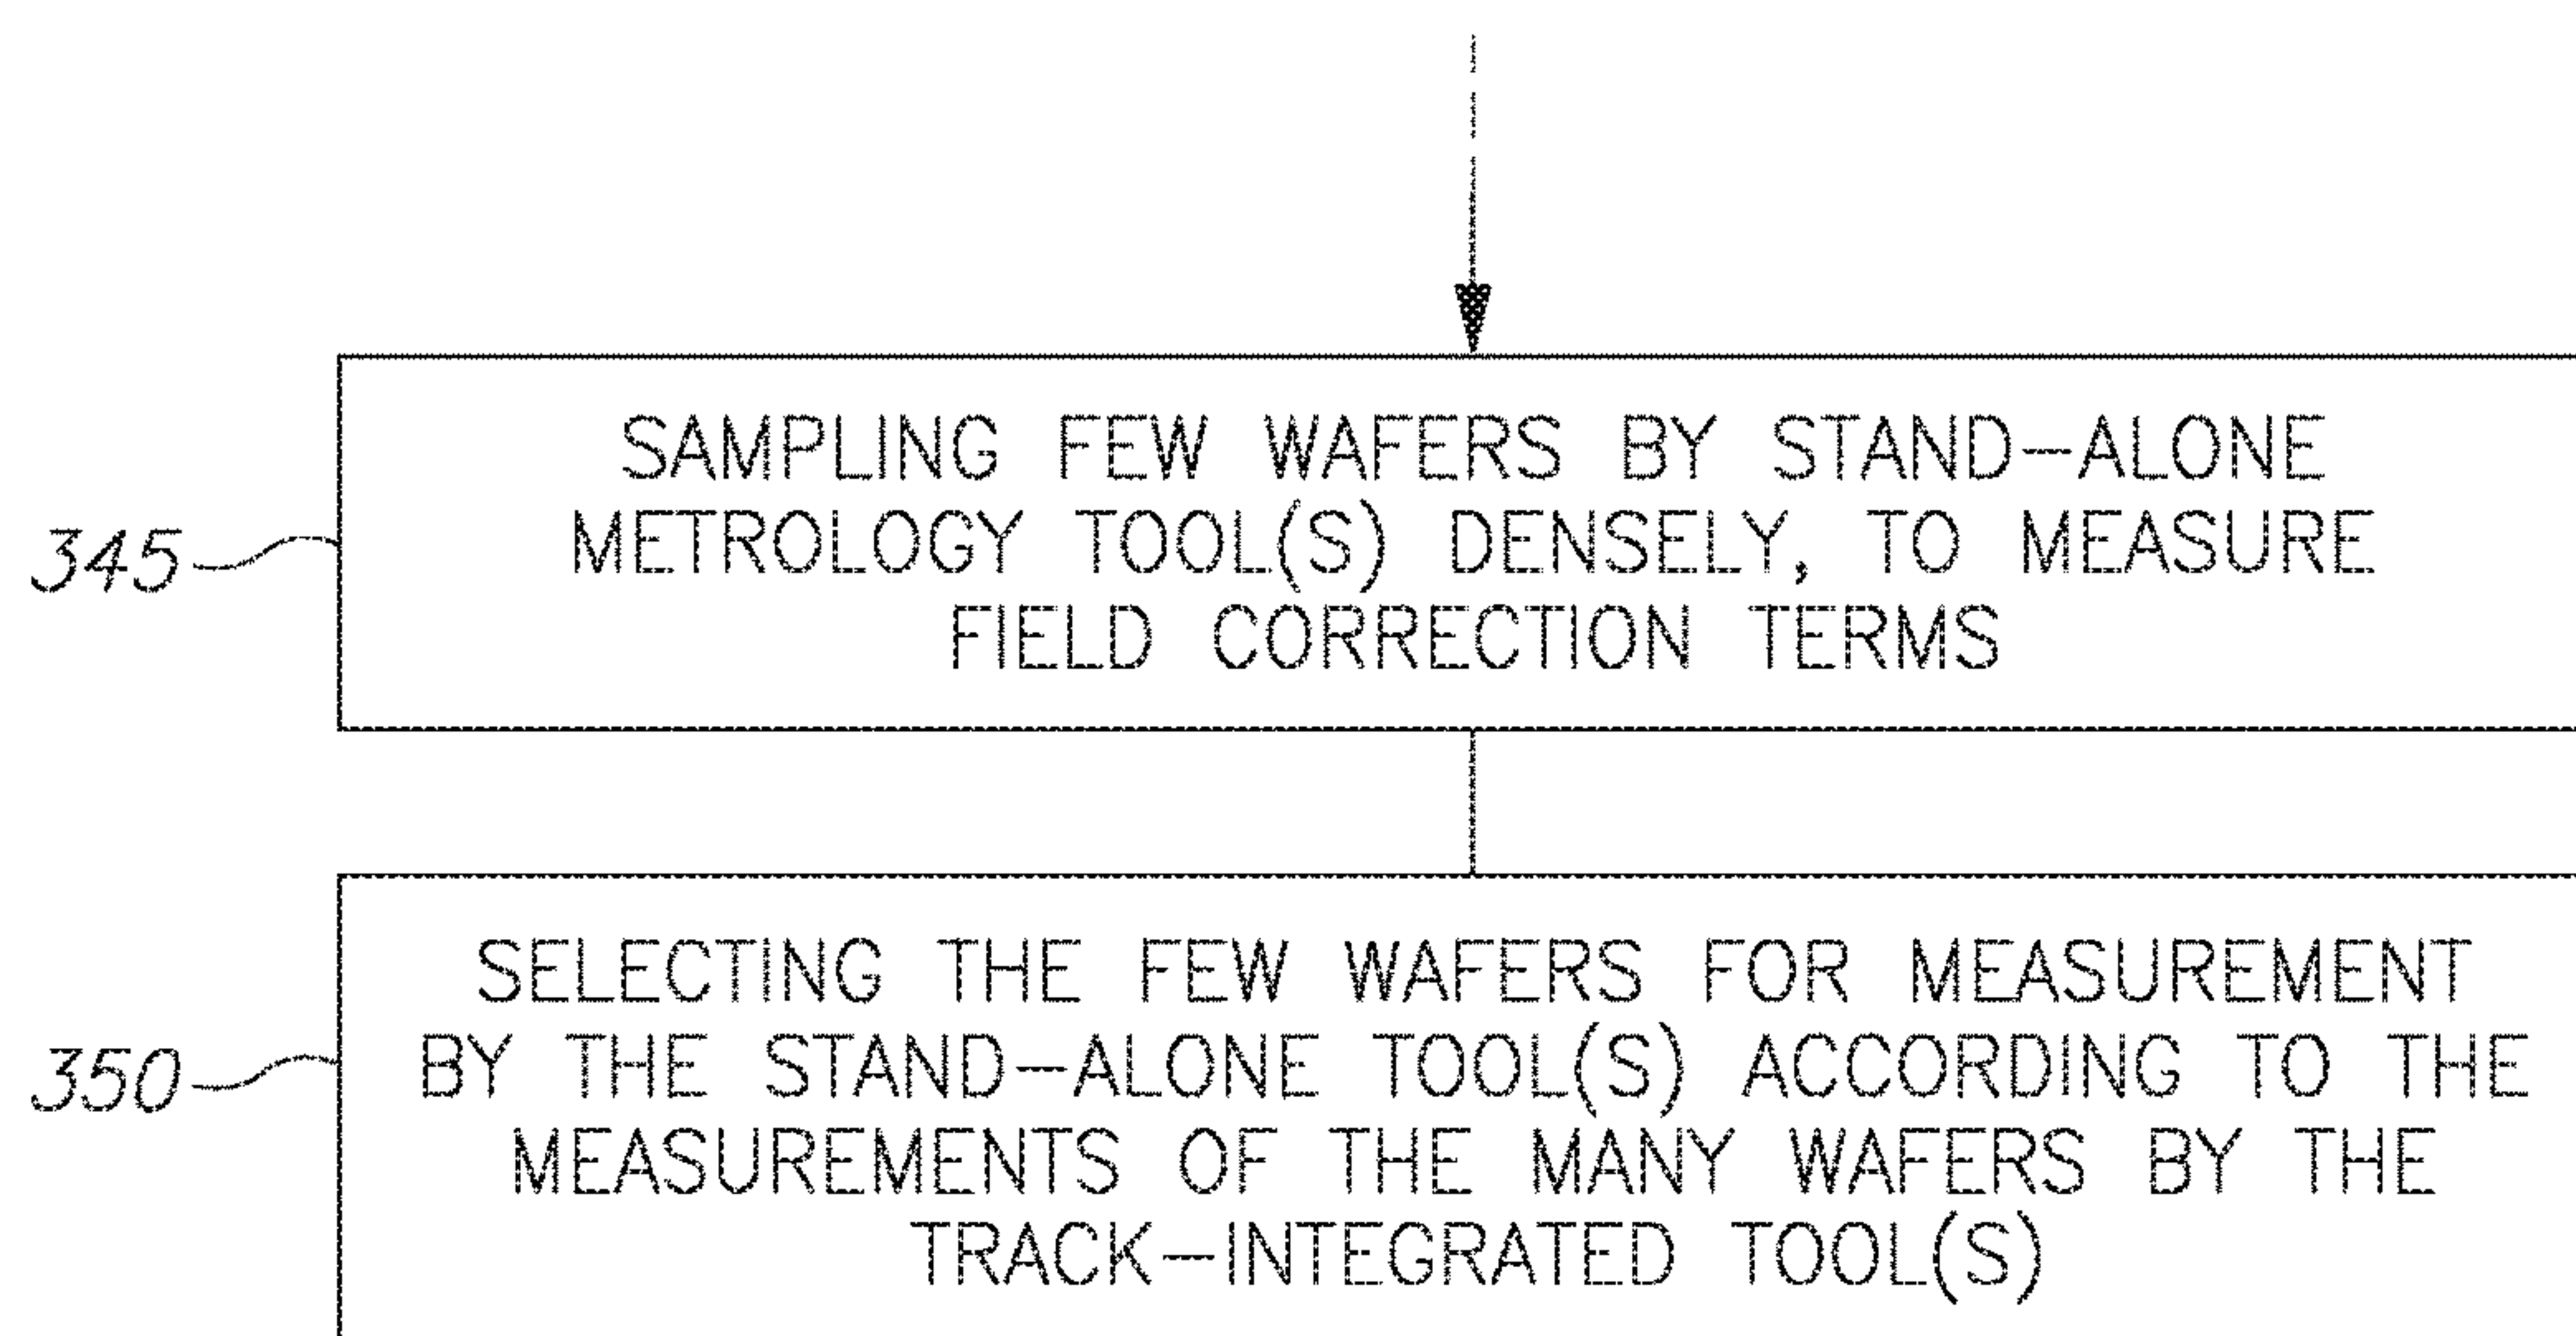 SAMPLING FEW WAFERS BY STAND-ALONE
METROLOGY TOOL(S) DENSELY, TO MEASURE
FIELD CORRECTION TERMS
345
SELECTING THE FEW WAFERS FOR MEASUREMENT
BY THE STAND-ALONE TOOL(S) ACCORDING TO THE
MEASUREMENTS OF THE MANY WAFERS BY THE
TRACK-INTEGRATED TOOL(S)
350